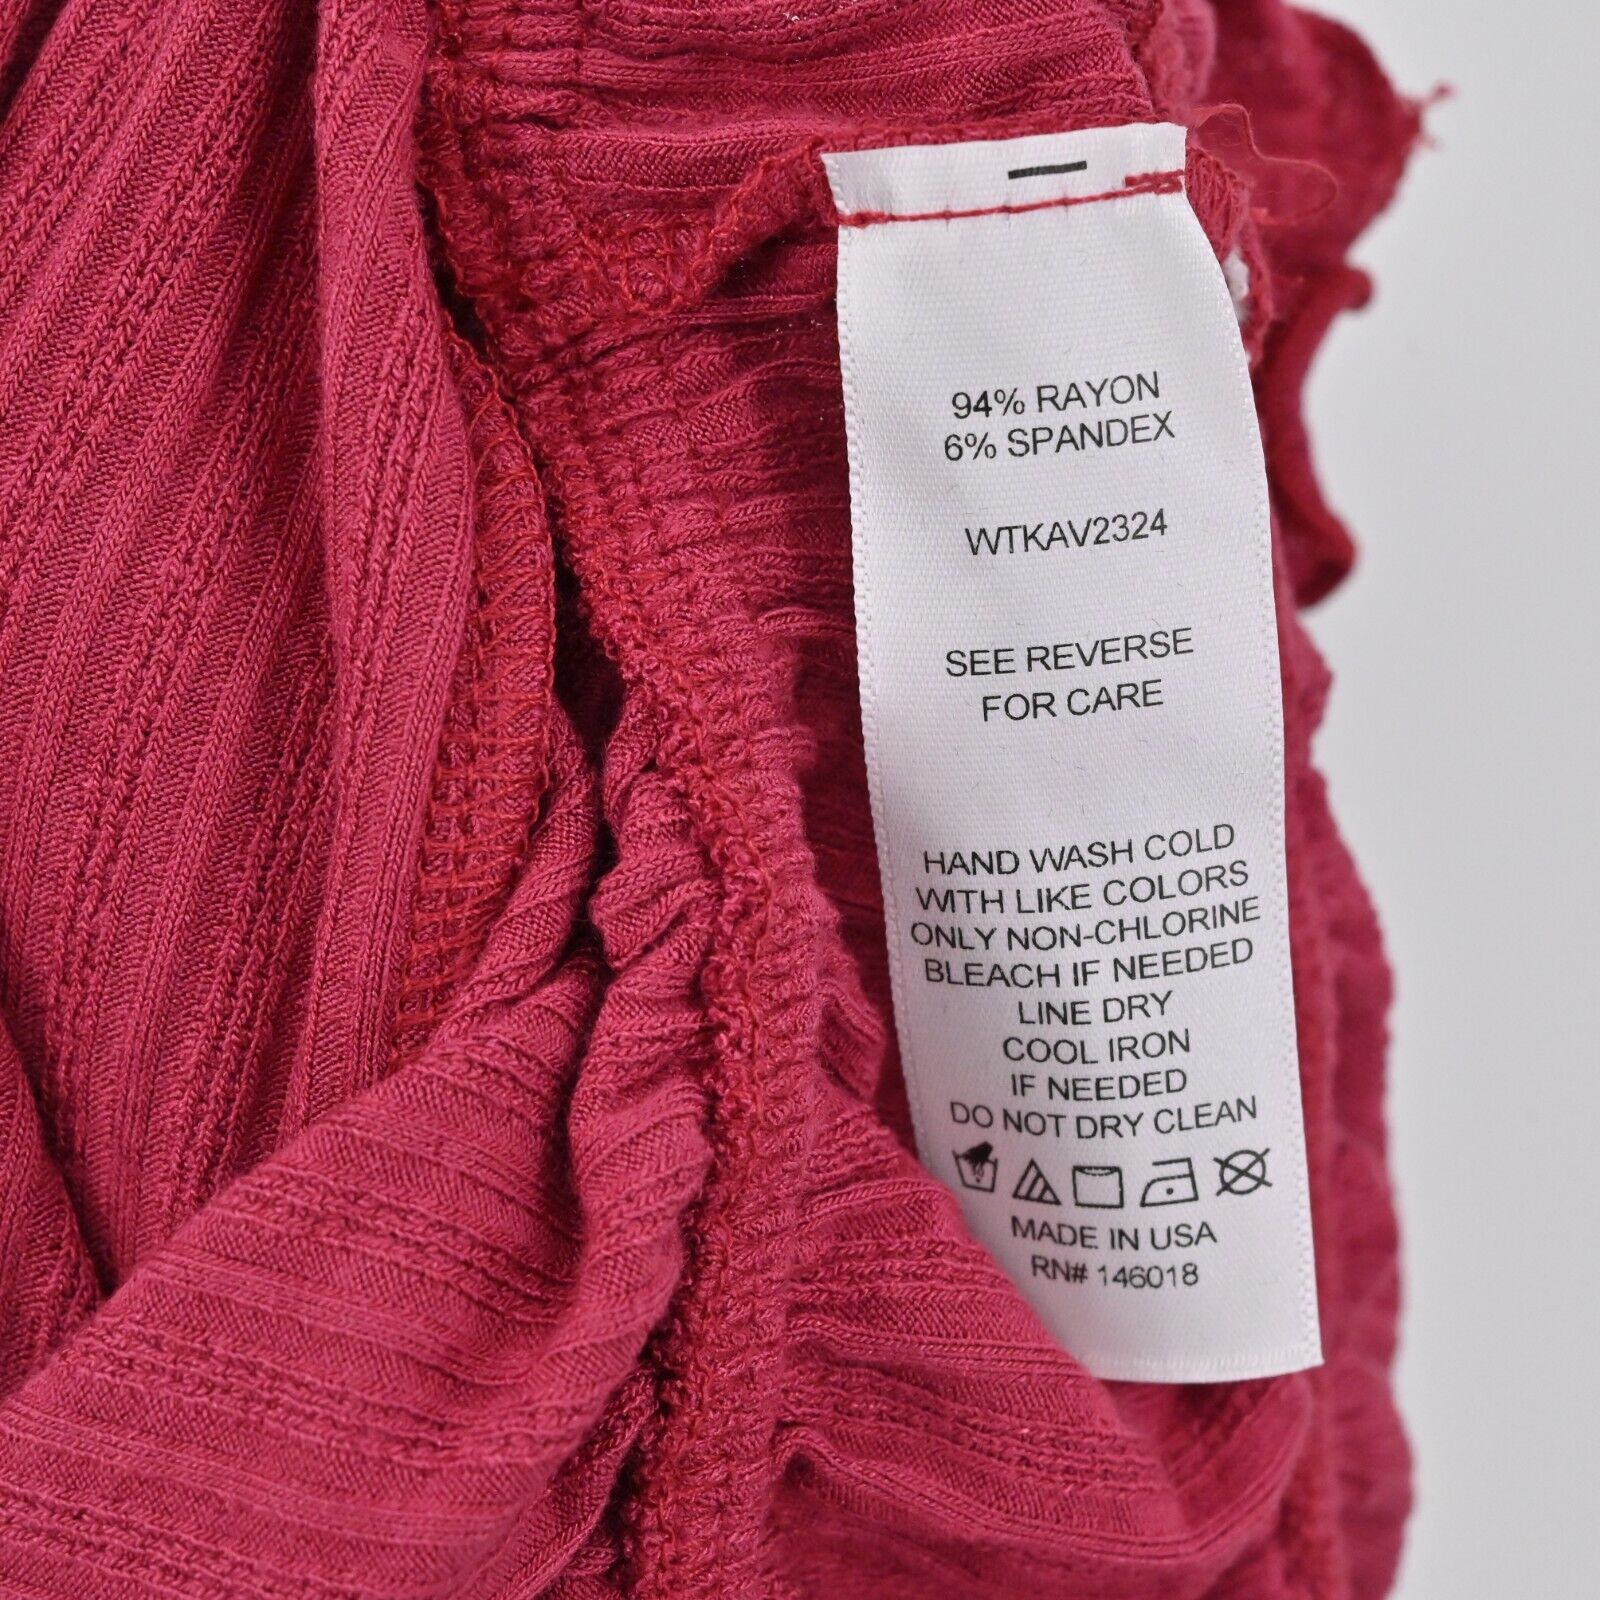 94% RAYON
6% SPANDEX
WTKAV2324
SEE REVERSE
FOR CARE
HAND WASH COLD
WITH LIKE COLORS
ONLY NON-CHLORINE
BLEACH IF NEEDED
LINE DRY
COOL IRON
IF NEEDED
DO NOT DRY CLEAN
MADE IN USA
RN# 146018